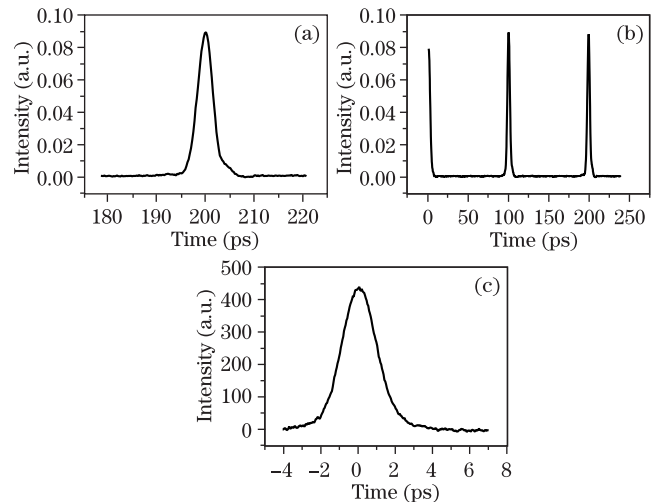 (a)
Intensity (a.u.)
0.10
0.08
0.06
0.04
0.02
0.00
180 190 200 210 220
Time (ps)
(b)
Intensity (a.u.)
0.10
0.08
0.06
0.04
0.02
0.00
0 50 100 150 200 250
Time (ps)
(c)
Intensity (a.u.)
500
400
300
200
100
0
−4 −2 0 2 4 6 8
Time (ps)